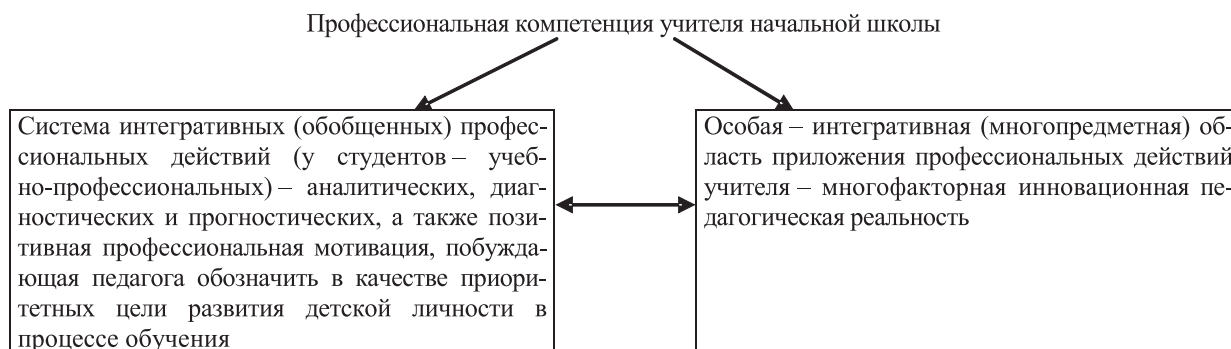 Профессиональная компетенция учителя начальной школы
Система интегративных (обобщенных) профес-
сиональных действий (у студентов – учеб-
но-профессиональных) – аналитических, диаг-
ностических и прогностических, а также пози-
тивная профессиональная мотивация, побужда-
ющая педагога обозначить в качестве приори-
тетных цели развития детской личности в
процессе обучения
Особая – интегративная (многопредметная) об-
ласть приложения профессиональных действий
учителя – многофакторная инновационная пе-
дагогическая реальность